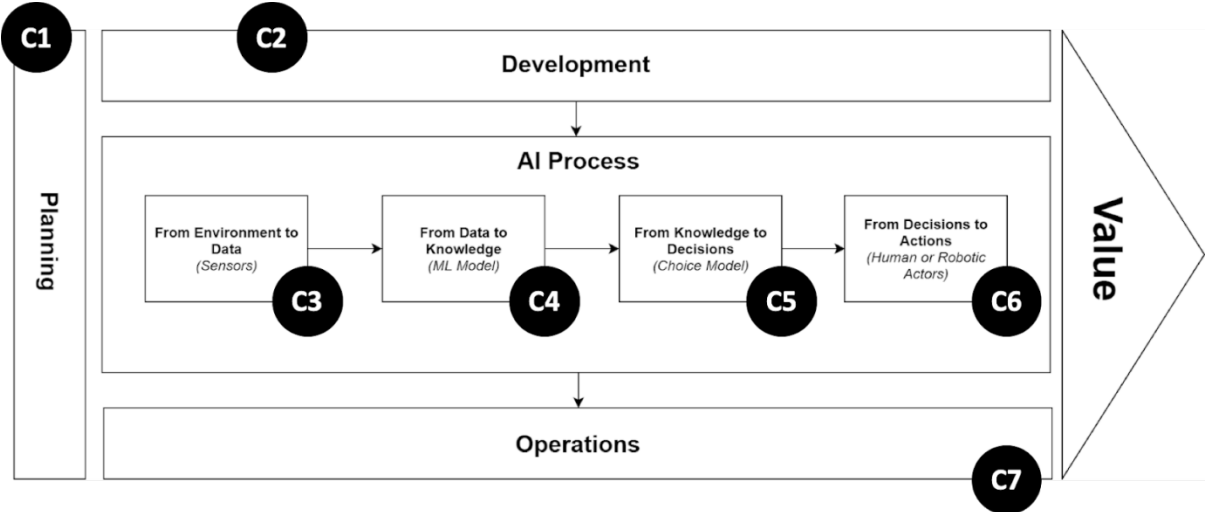 C1
C2
Development
Planning
AI Process
From Environment to
Data
(Sensors)
C3
From Data to
Knowledge
(ML Model)
C4
From Knowledge to
Decisions
(Choice Model)
C5
From Decisions to
Actions
(Human or Robotic
Actors)
C6
Operations
C7
Value